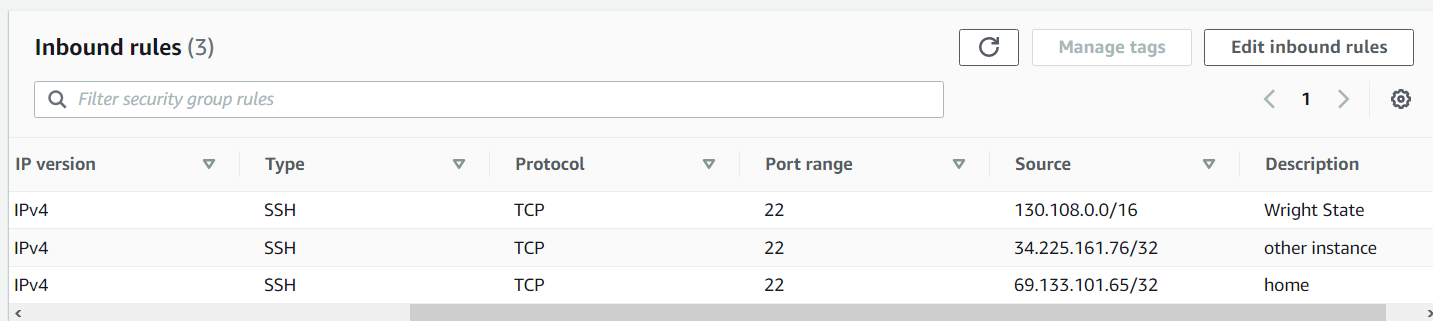 Inbound rules (3)
Manage tags
Edit inbound rules
Filter security group rules
1
IP version Type Protocol Port range Source Description
IPv4 SSH TCP 22 130.108.0.0/16 Wright State
IPv4 SSH TCP 22 34.225.161.76/32 other instance
IPv4 SSH TCP 22 69.133.101.65/32 home